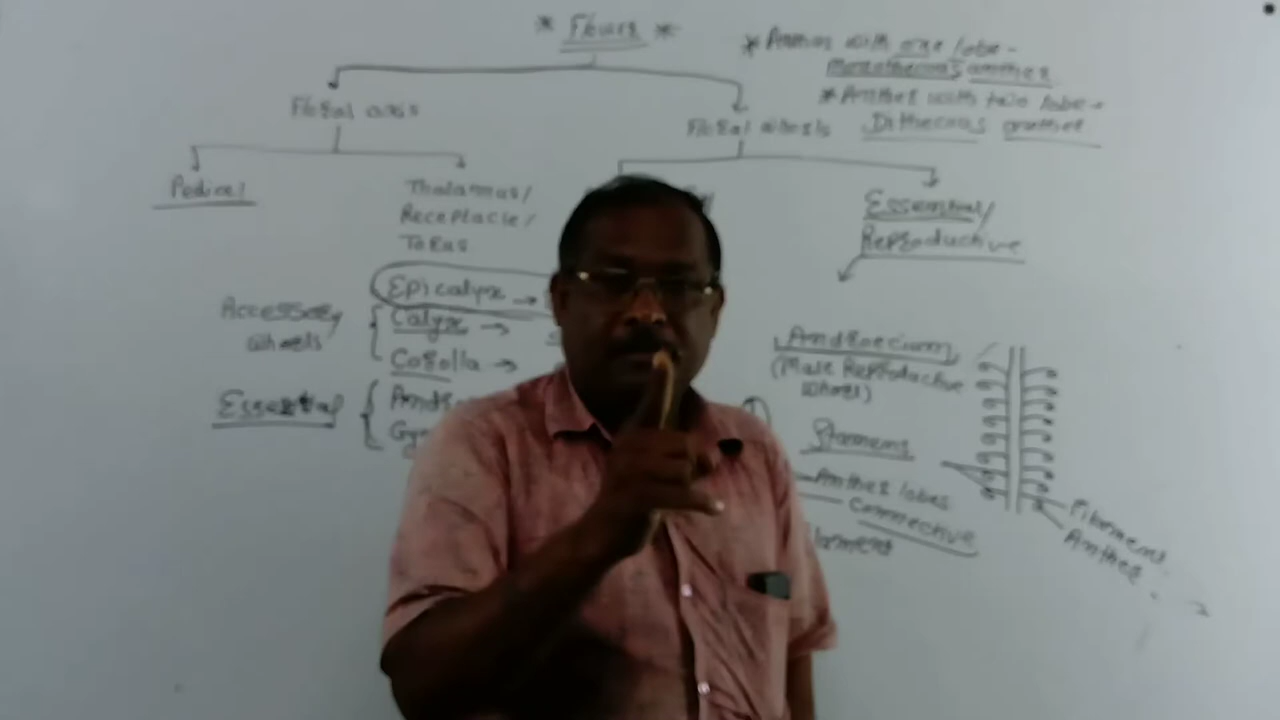 * Flower *
* Anther with one lobe -
Monothecous anther
* Anther with two lobe -
Dithecous anther
Floral axis
Floral whorls
Pedicel
Thalamus/
Receptacle/
Torus
Essential/
Reproductive
Epicalyx →
Accessory
whorls
Calyx →
Corolla →
Essential
Androecium
(Male Reproductive
whorl)
Stamens
Anther lobes
Connective
Filament
Anther